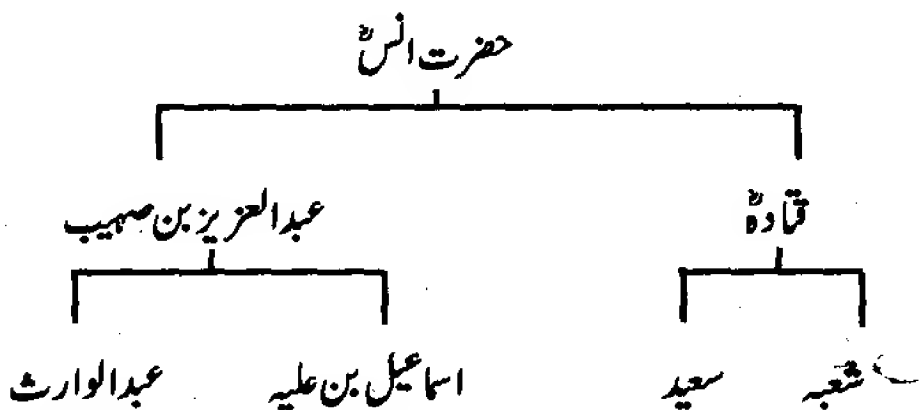 حضرت انسؓ
قتادہؒ عبدالعزیز بن صہیب
شعبہ سعید اسماعیل بن علیہ عبدالوارث